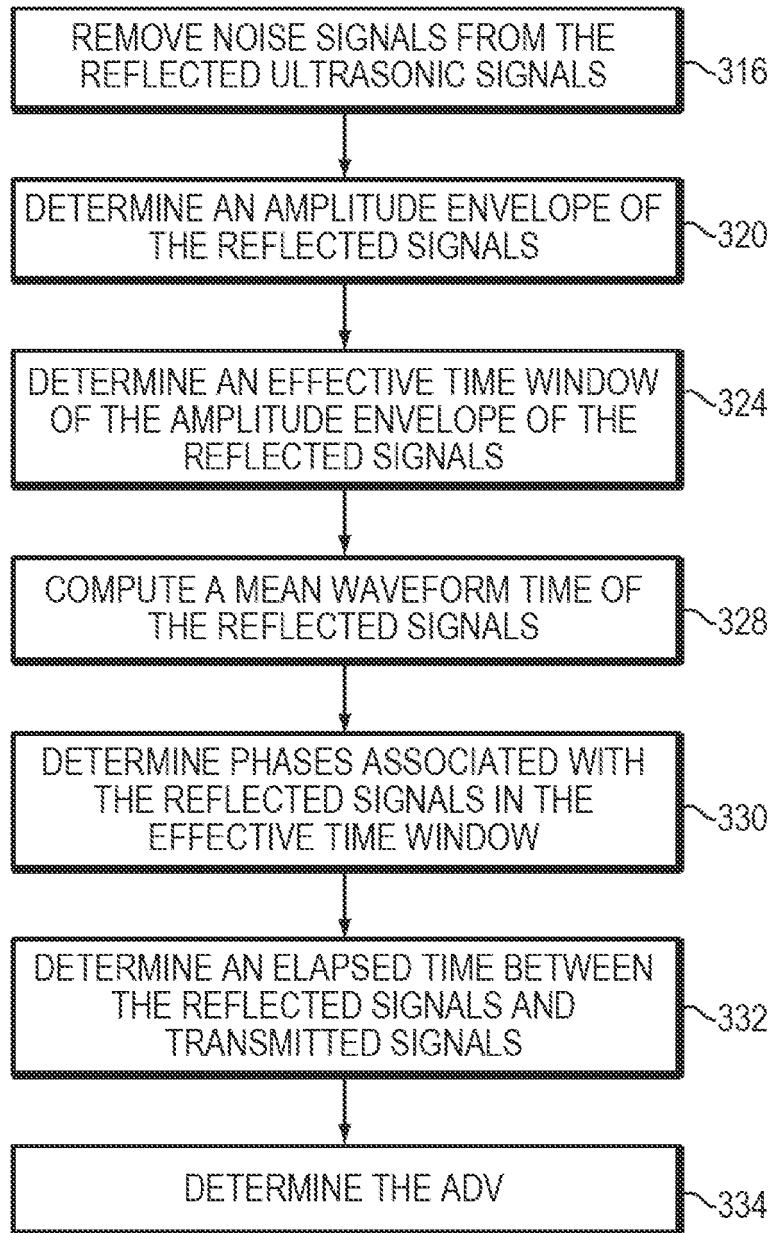 REMOVE NOISE SIGNALS FROM THE
REFLECTED ULTRASONIC SIGNALS
316
DETERMINE AN AMPLITUDE ENVELOPE OF
THE REFLECTED SIGNALS
320
DETERMINE AN EFFECTIVE TIME WINDOW
OF THE AMPLITUDE ENVELOPE OF THE
REFLECTED SIGNALS
324
COMPUTE A MEAN WAVEFORM TIME OF
THE REFLECTED SIGNALS
328
DETERMINE PHASES ASSOCIATED WITH
THE REFLECTED SIGNALS IN THE
EFFECTIVE TIME WINDOW
330
DETERMINE AN ELAPSED TIME BETWEEN
THE REFLECTED SIGNALS AND
TRANSMITTED SIGNALS
332
DETERMINE THE ADV
334